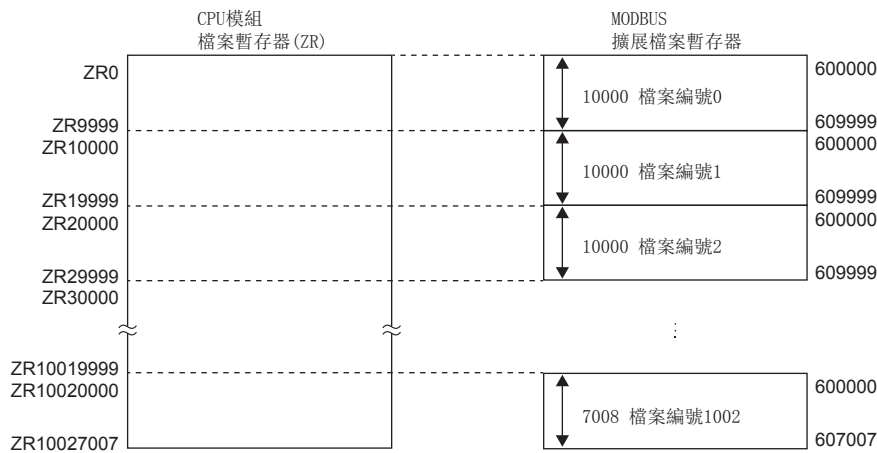 CPU模組
檔案暫存器(ZR)
MODBUS
擴展檔案暫存器
ZR0
600000
10000 檔案編號0
ZR9999
609999
ZR10000
600000
10000 檔案編號1
ZR19999
609999
ZR20000
600000
10000 檔案編號2
ZR29999
609999
ZR30000
ZR10019999
ZR10020000
600000
7008 檔案編號1002
ZR10027007
607007